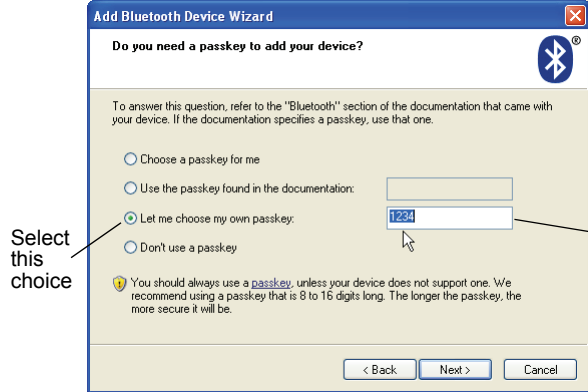 Add Bluetooth Device Wizard
Do you need a passkey to add your device?
®
To answer this question, refer to the "Bluetooth" section of the documentation that came with
your device. If the documentation specifies a passkey, use that one.
Choose a passkey for me
Use the passkey found in the documentation:
Let me choose my own passkey:
1234
Don't use a passkey
Select
this
choice
You should always use a passkey, unless your device does not support one. We
recommend using a passkey that is 8 to 16 digits long. The longer the passkey, the
more secure it will be.
< Back
Next >
Cancel